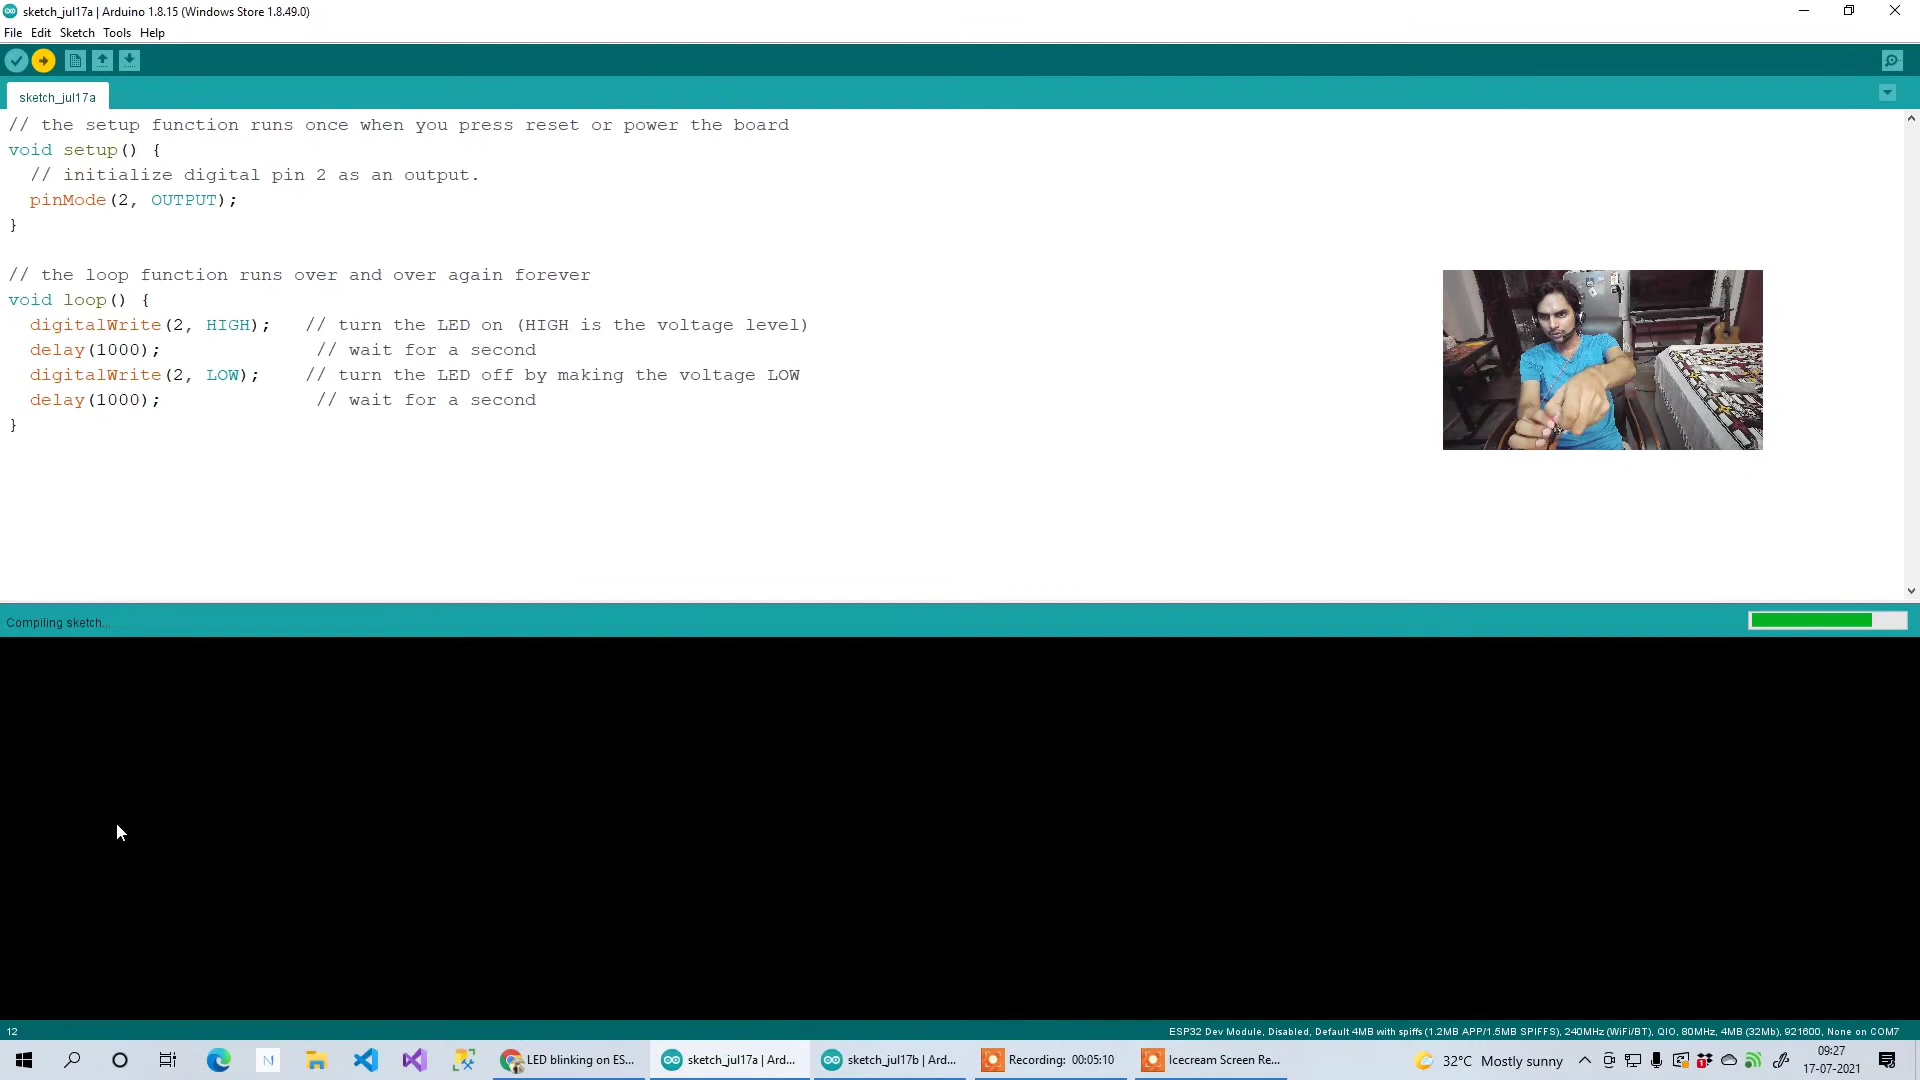 sketch_jul17a | Arduino 1.8.15 (Windows Store 1.8.49.0)
File Edit Sketch Tools Help
sketch_jul17a
// the setup function runs once when you press reset or power the board
void setup() {
  // initialize digital pin 2 as an output.
  pinMode(2, OUTPUT);
}
// the loop function runs over and over again forever
void loop() {
  digitalWrite(2, HIGH);   // turn the LED on (HIGH is the voltage level)
  delay(1000);              // wait for a second
  digitalWrite(2, LOW);    // turn the LED off by making the voltage LOW
  delay(1000);              // wait for a second
}
Compiling sketch...
12 ESP32 Dev Module, Disabled, Default 4MB with spiffs (1.2MB APP/1.5MB SPIFFS), 240MHz (WiFi/BT), QIO, 80MHz, 4MB (32Mb), 921600, None on COM7
N LED blinking on ES... sketch_jul17a | Ard... sketch_jul17b | Ard... Recording: 00:05:10 Icecream Screen Re... 32°C Mostly sunny 1 09:27
17-07-2021